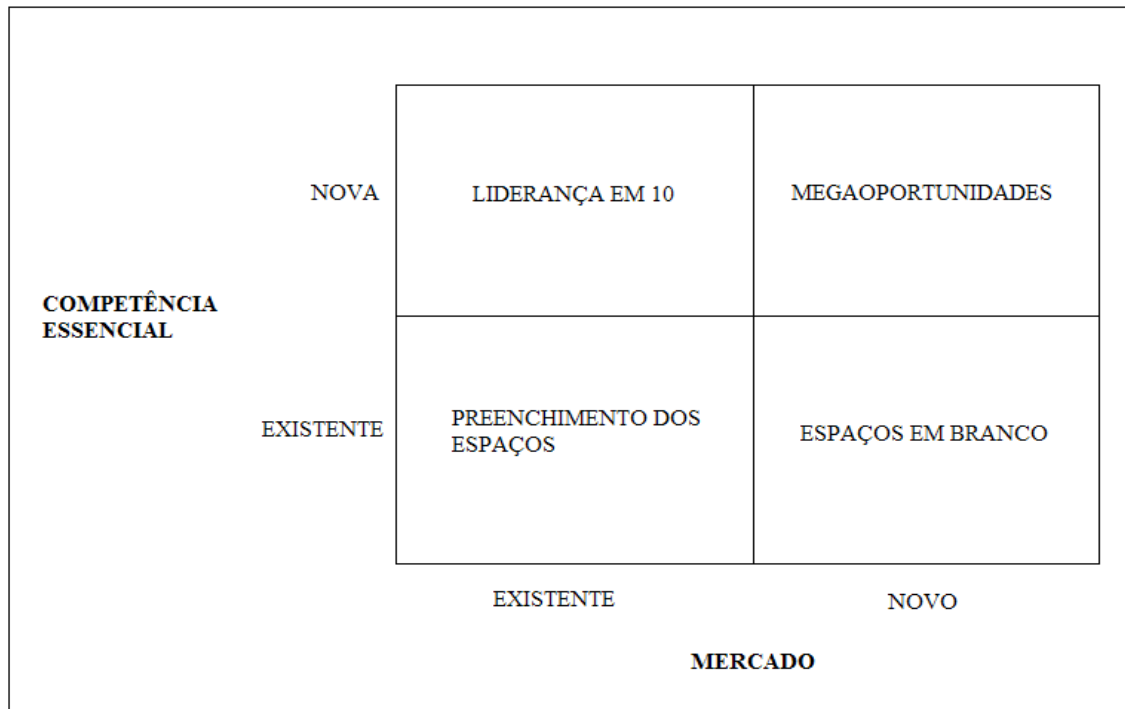 NOVA
LIDERANÇA EM 10
MEGAOPORTUNIDADES
COMPETÊNCIA
ESSENCIAL
EXISTENTE
PREENCHIMENTO DOS
ESPAÇOS
ESPAÇOS EM BRANCO
EXISTENTE
NOVO
MERCADO